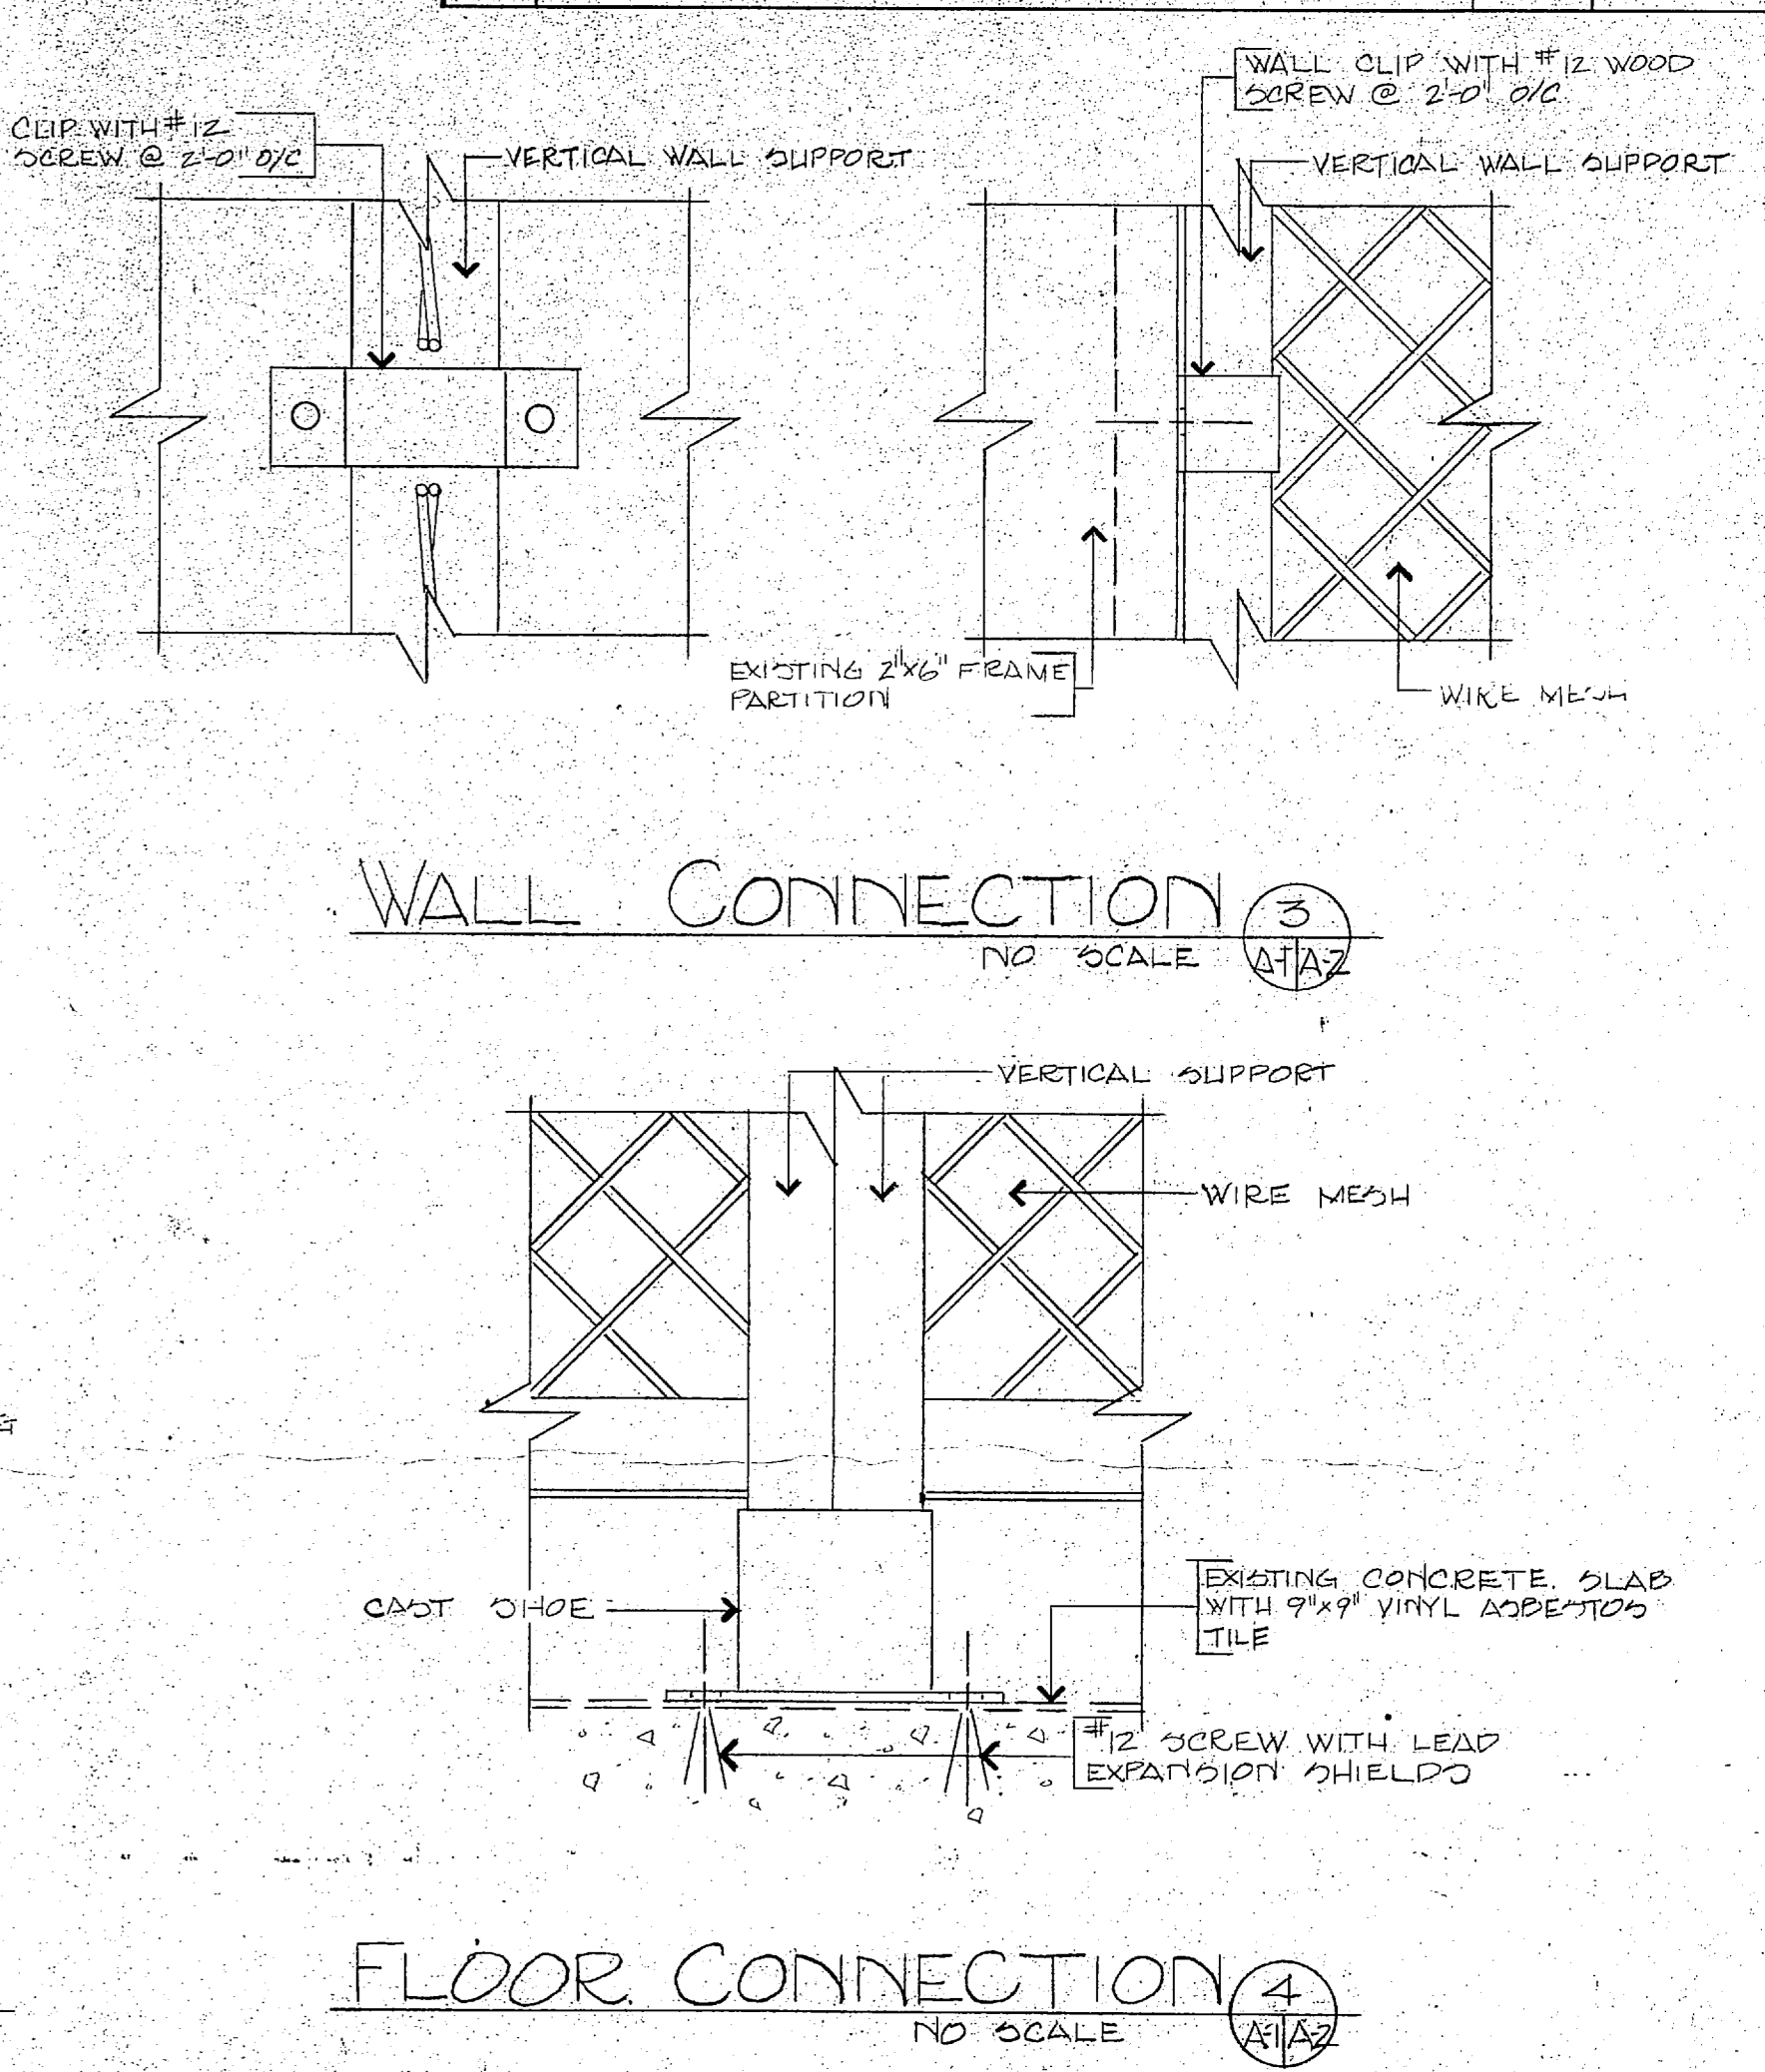 CLIP WITH #12
SCREW @ 2'-0" O/C
VERTICAL WALL SUPPORT
WALL CLIP WITH #12 WOOD
SCREW @ 2'-0" O/C
VERTICAL WALL SUPPORT
EXISTING 2"X6" FRAME
PARTITION
WIRE MESH
WALL CONNECTION
NO SCALE
3
A-1 A-2
VERTICAL SUPPORT
WIRE MESH
CAST SHOE
EXISTING CONCRETE SLAB
WITH 9"X9" VINYL ASBESTOS
TILE
#12 SCREW WITH LEAD
EXPANSION SHIELDS
FLOOR CONNECTION
NO SCALE
4
A-1 A-2